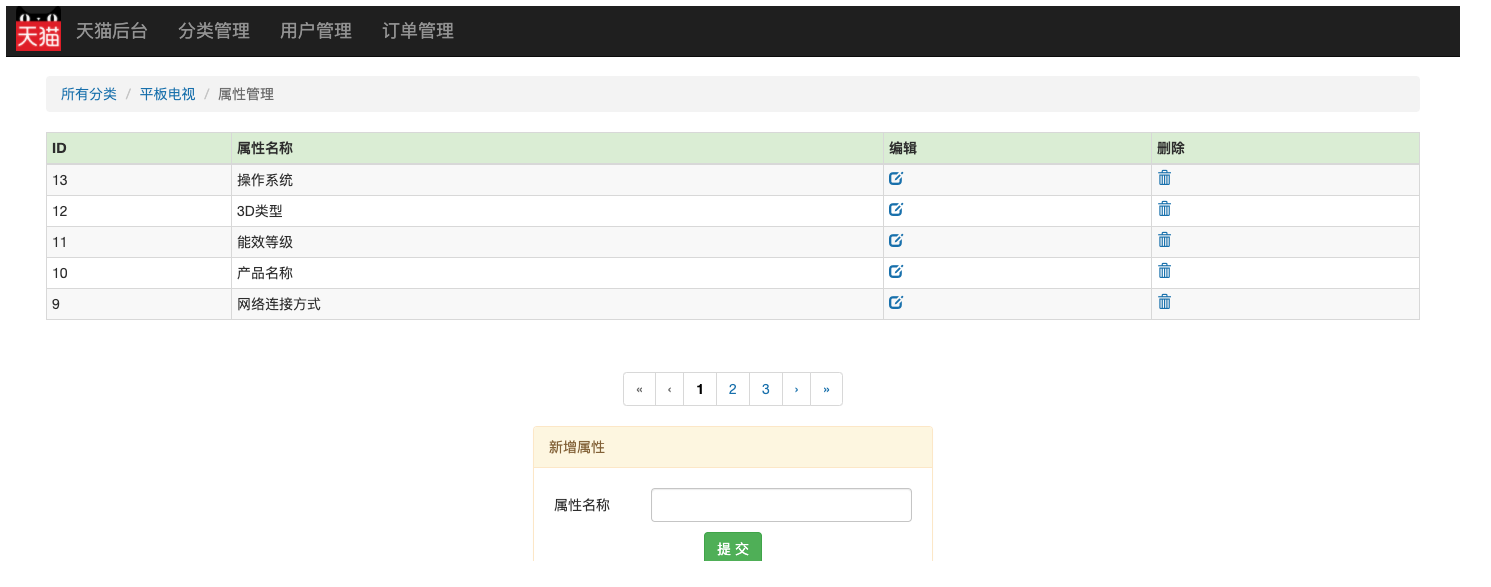 天猫 天猫后台 分类管理 用户管理 订单管理
所有分类 / 平板电视 / 属性管理
ID 属性名称 编辑 删除
13 操作系统
12 3D类型
11 能效等级
10 产品名称
9 网络连接方式
« ‹ 1 2 3 › »
新增属性
属性名称
提 交